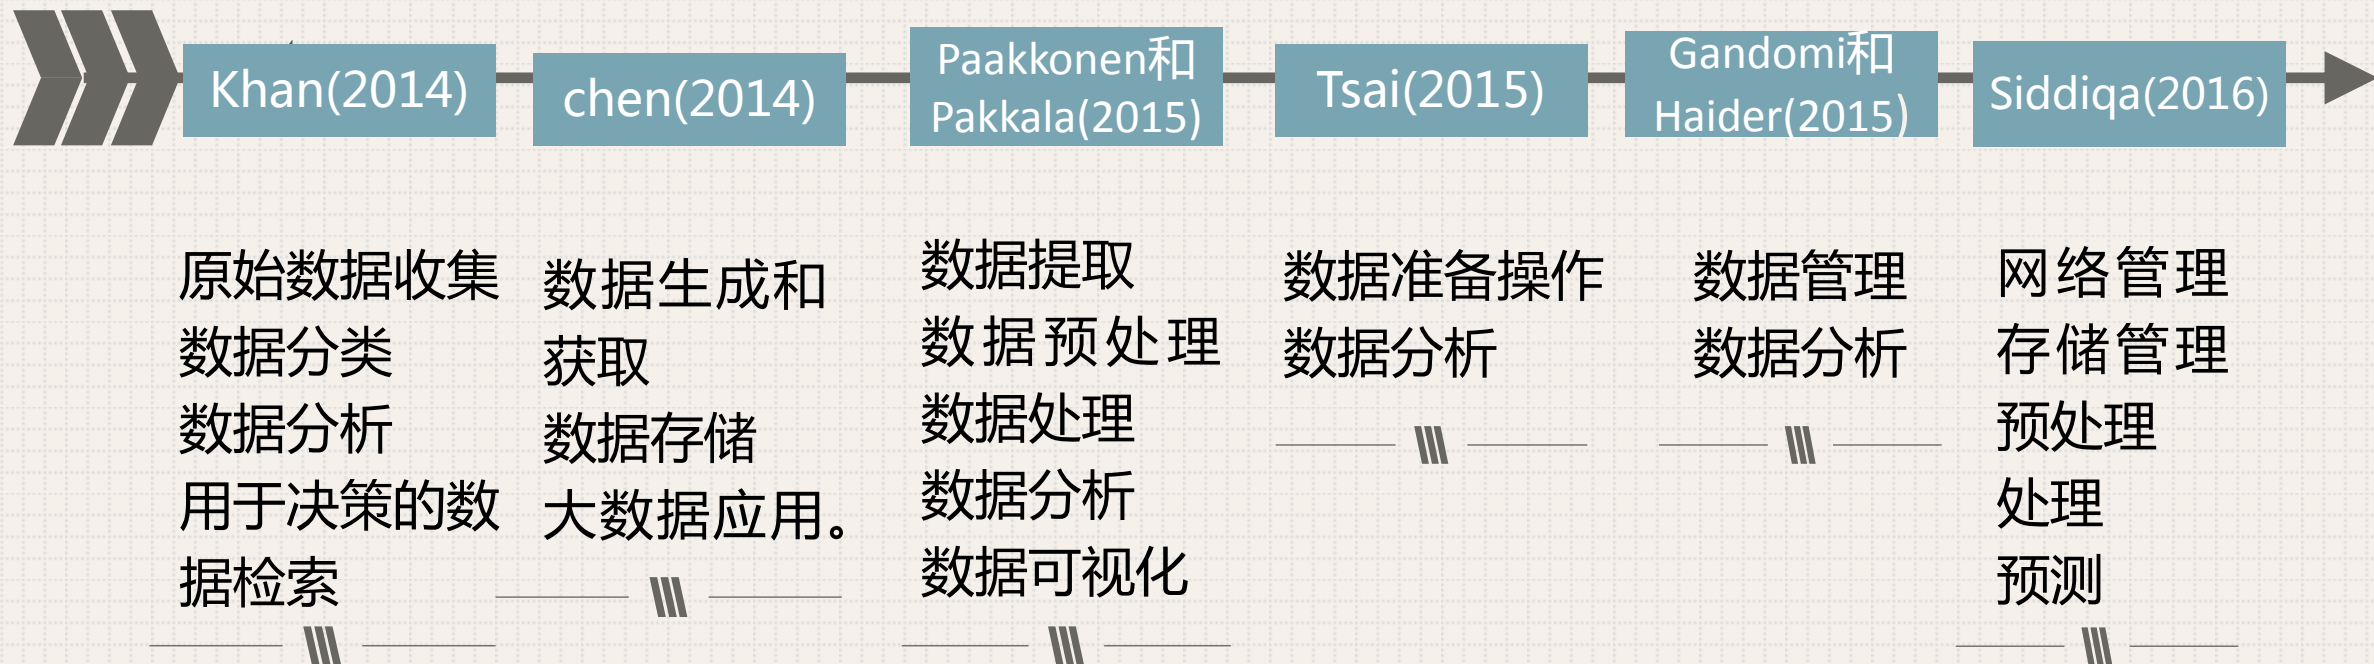 Khan(2014)
chen(2014)
Paakkonen和
Pakkala(2015)
Tsai(2015)
Gandomi和
Haider(2015)
Siddiqa(2016)
原始数据收集
数据分类
数据分析
用于决策的数
据检索
数据生成和
获取
数据存储
大数据应用。
数据提取
数据预处理
数据处理
数据分析
数据可视化
数据准备操作
数据分析
数据管理
数据分析
网络管理
存储管理
预处理
处理
预测